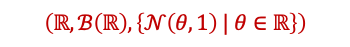 (ℝ, ℬ(ℝ), {𝒩(θ, 1) | θ ∈ ℝ})